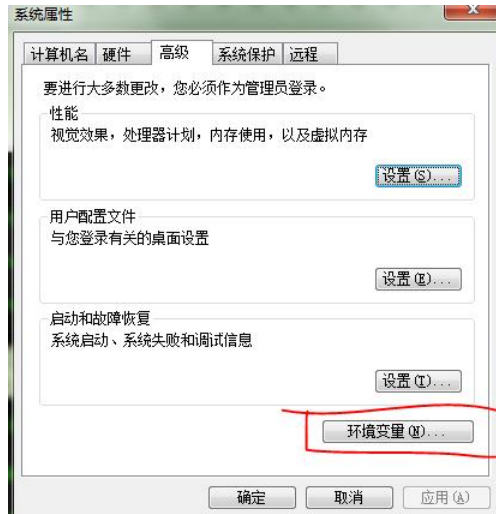 系统属性
计算机名 硬件 高级 系统保护 远程
要进行大多数更改，您必须作为管理员登录。
性能
视觉效果，处理器计划，内存使用，以及虚拟内存
设置(S)...
用户配置文件
与您登录有关的桌面设置
设置(E)...
启动和故障恢复
系统启动、系统失败和调试信息
设置(T)...
环境变量(N)...
确定 取消 应用(A)